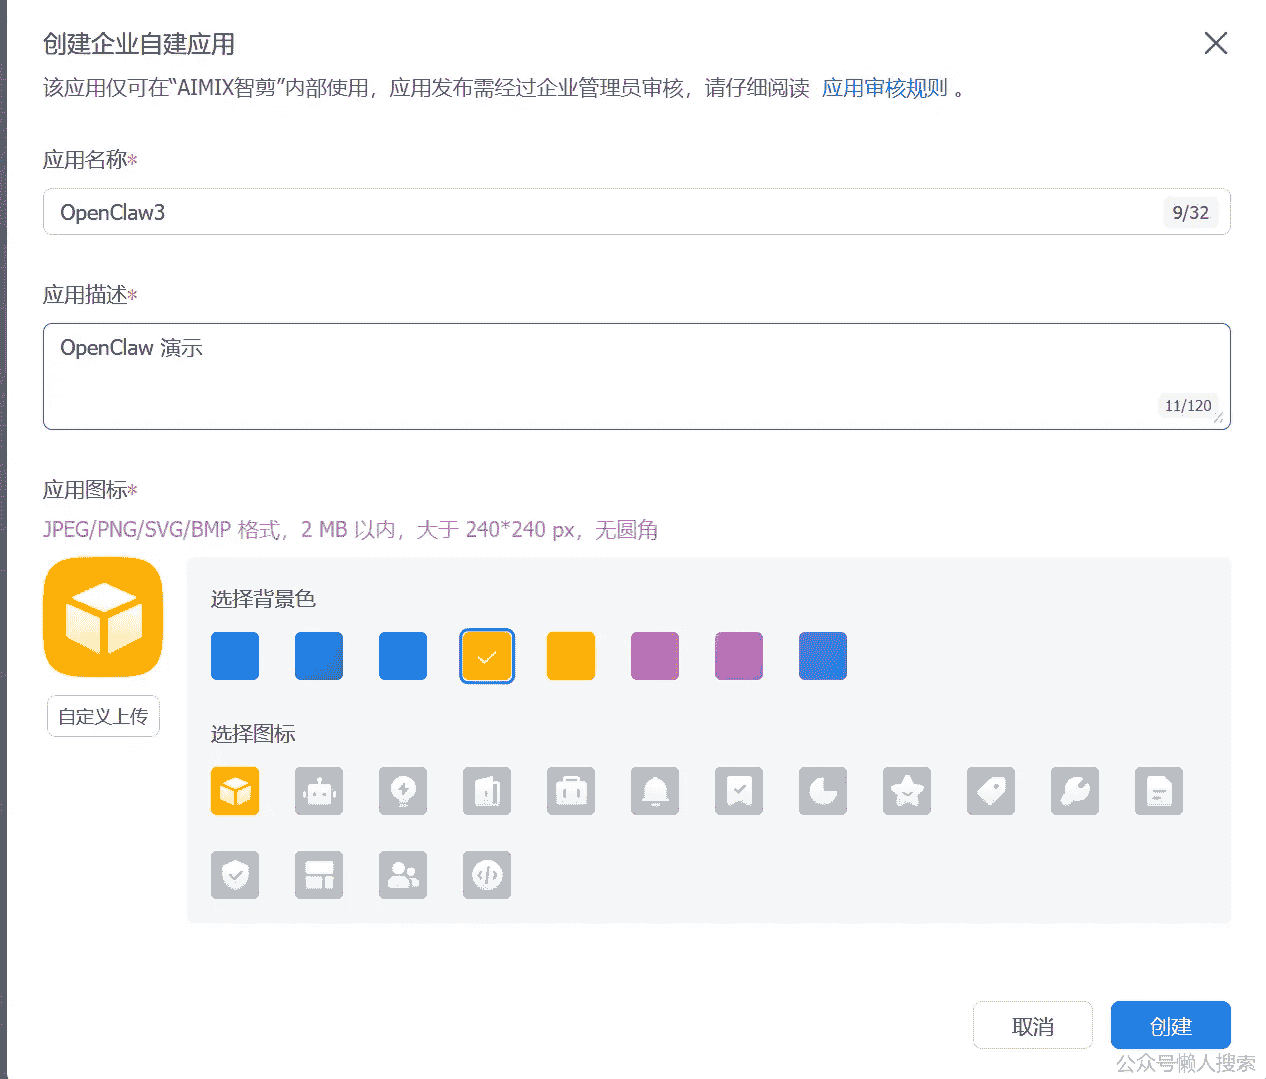 创建企业自建应用
该应用仅可在“AIMIX智剪”内部使用，应用发布需经过企业管理员审核，请仔细阅读 应用审核规则 。
应用名称*
OpenClaw3
9/32
应用描述*
OpenClaw 演示
11/120
应用图标*
JPEG/PNG/SVG/BMP 格式，2 MB 以内，大于 240*240 px，无圆角
选择背景色
自定义上传
选择图标
取消
创建
公众号懒人搜索